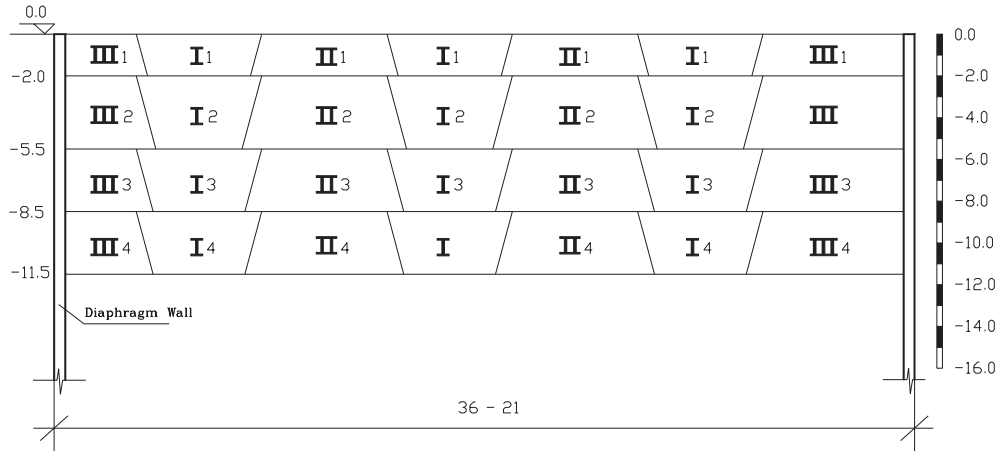 0.0
III1 I1 II1 I1 II1 I1 III1
-2.0
III2 I2 II2 I2 II2 I2 III
-5.5
III3 I3 II3 I3 II3 I3 III3
-8.5
III4 I4 II4 I II4 I4 III4
-11.5
Diaphragm Wall
36 - 21
0.0
-2.0
-4.0
-6.0
-8.0
-10.0
-12.0
-14.0
-16.0